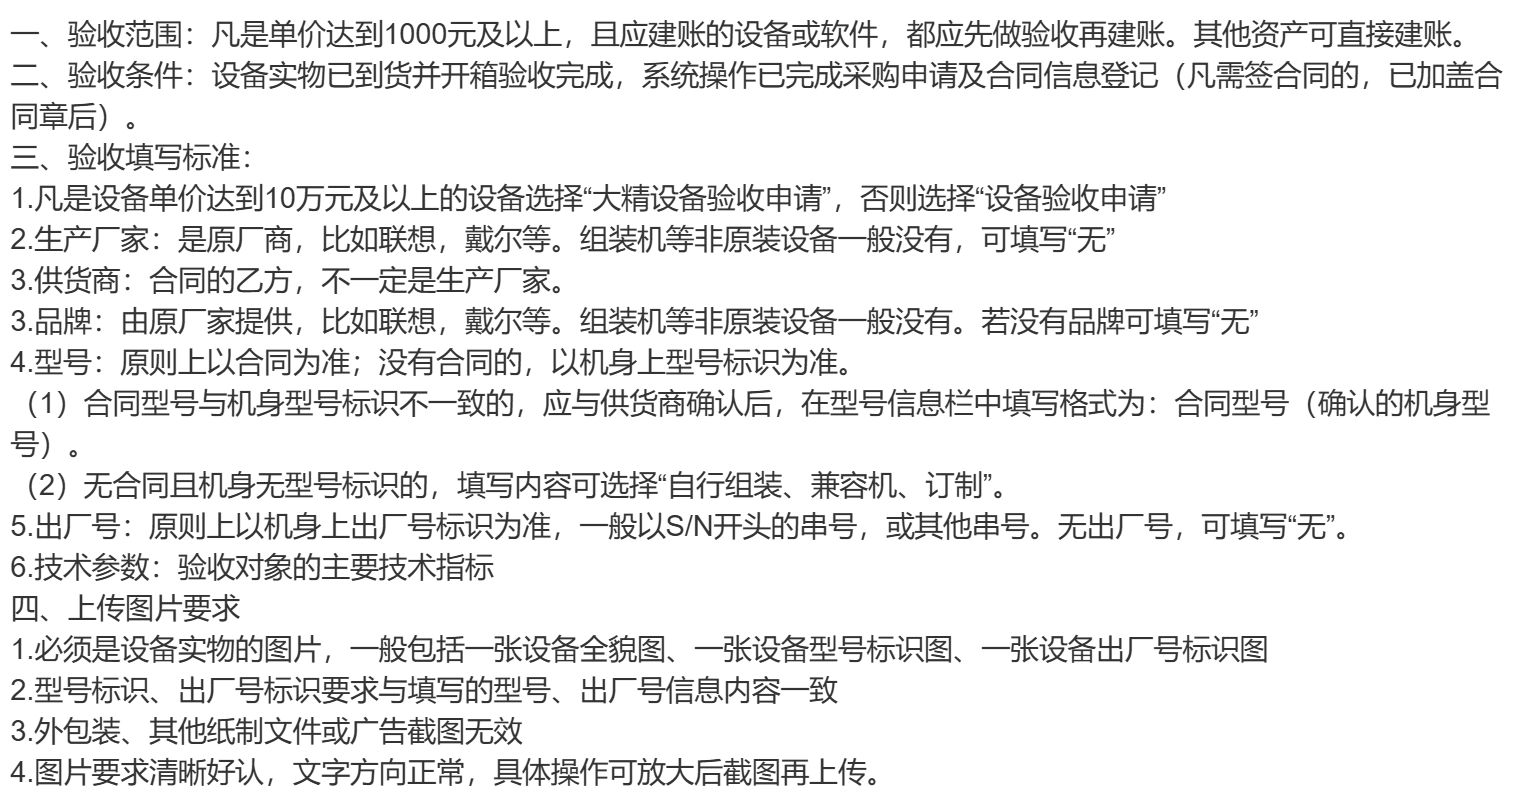 一、验收范围：凡是单价达到1000元及以上，且应建账的设备或软件，都应先做验收再建账。其他资产可直接建账。
二、验收条件：设备实物已到货并开箱验收完成，系统操作已完成采购申请及合同信息登记（凡需签合同的，已加盖合
同章后）。
三、验收填写标准：
1.凡是设备单价达到10万元及以上的设备选择“大精设备验收申请”，否则选择“设备验收申请”
2.生产厂家：是原厂商，比如联想，戴尔等。组装机等非原装设备一般没有，可填写“无”
3.供货商：合同的乙方，不一定是生产厂家。
3.品牌：由原厂家提供，比如联想，戴尔等。组装机等非原装设备一般没有。若没有品牌可填写“无”
4.型号：原则上以合同为准；没有合同的，以机身上型号标识为准。
（1）合同型号与机身型号标识不一致的，应与供货商确认后，在型号信息栏中填写格式为：合同型号（确认的机身型
号）。
（2）无合同且机身无型号标识的，填写内容可选择“自行组装、兼容机、订制”。
5.出厂号：原则上以机身上出厂号标识为准，一般以S/N开头的串号，或其他串号。无出厂号，可填写“无”。
6.技术参数：验收对象的主要技术指标
四、上传图片要求
1.必须是设备实物的图片，一般包括一张设备全貌图、一张设备型号标识图、一张设备出厂号标识图
2.型号标识、出厂号标识要求与填写的型号、出厂号信息内容一致
3.外包装、其他纸制文件或广告截图无效
4.图片要求清晰好认，文字方向正常，具体操作可放大后截图再上传。